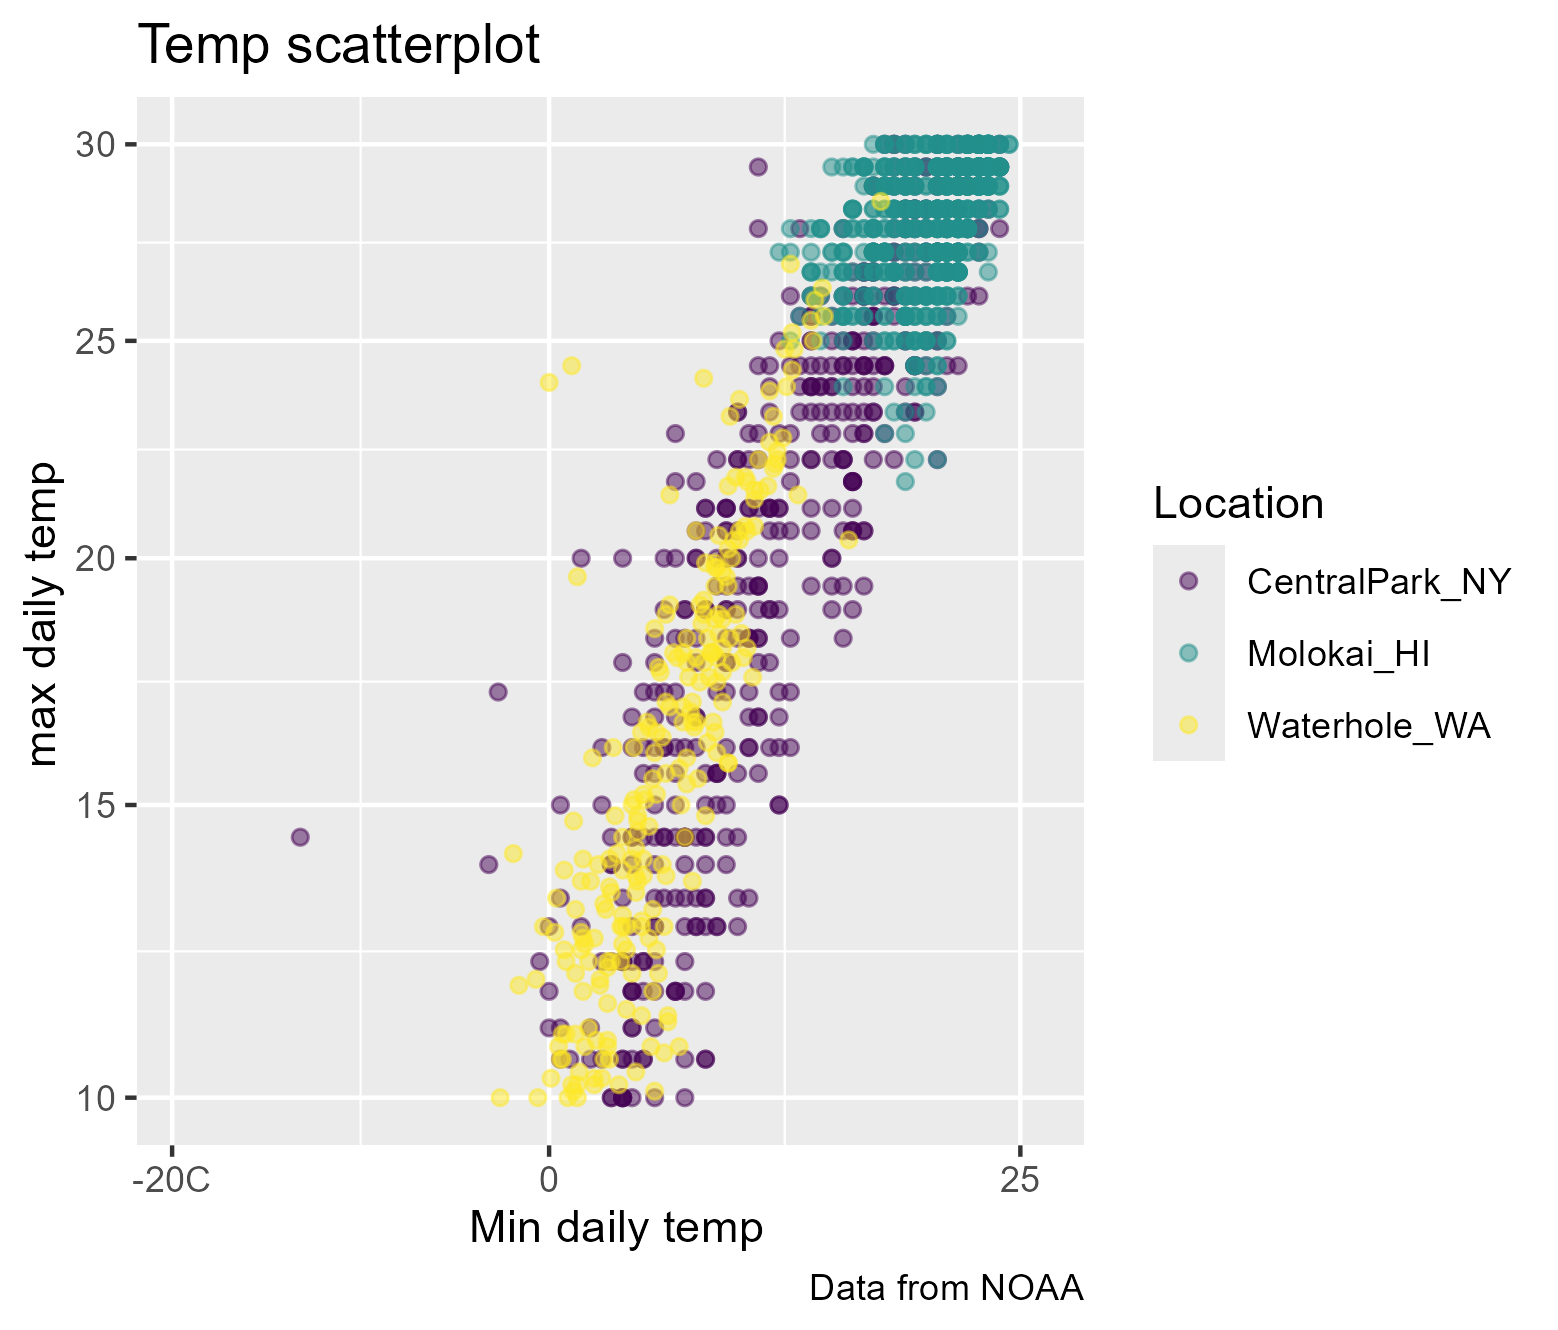 Temp scatterplot
30
25
20
15
10
max daily temp
-20C
0
25
Min daily temp
Data from NOAA
Location
CentralPark_NY
Molokai_HI
Waterhole_WA